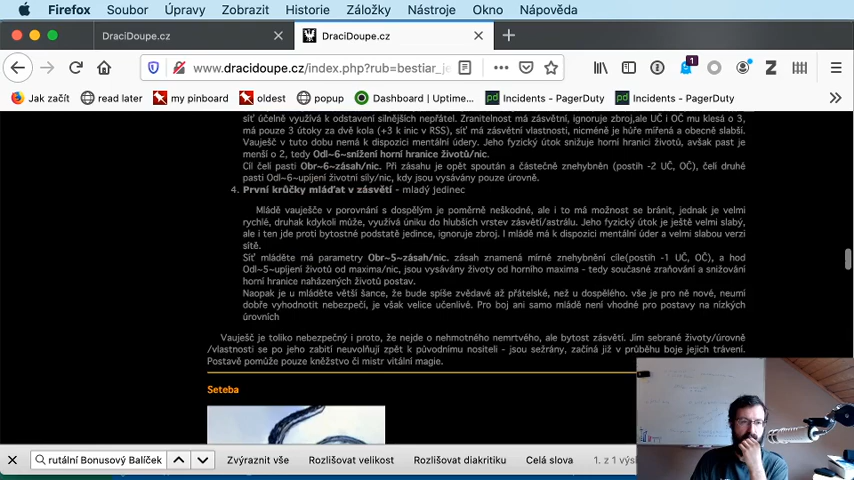 Firefox Soubor Úpravy Zobrazit Historie Záložky Nástroje Okno Nápověda
DraciDoupe.cz
DraciDoupe.cz
www.dracidoupe.cz/index.php?rub=bestiar_je
1
Jak začít read later my pinboard oldest popup Dashboard | Uptime... Incidents - PagerDuty Incidents - PagerDuty
síť účelně využívá k odstavení silnějších nepřátel. Zranitelnost má zásvětní, ignoruje zbroj,ale UČ i OČ mu klesá o 3,
má pouze 3 útoky za dvě kola (+3 k inic v RSS), síť má zásvětní vlastnosti, nicméně je hůře mířená a obecně slabší.
Vauješč v tuto dobu nemá k dispozici mentální údery. Jeho fyzický útok snižuje horní hranici životů, avšak past je
menší o 2, tedy Odl~6~snížení horní hranice životů/nic.
Cíl čelí pasti Obr~6~zásah/nic. Při zásahu je opět spoután a částečně znehybněn (postih -2 UČ, OČ), čelí druhé
pasti Odl~6~upíjení životní síly/nic, kdy jsou vysávány pouze úrovně.
4. První krůčky mláďat v zásvětí - mladý jedinec
Mládě vauješče v porovnání s dospělým je poměrně neškodné, ale i to má možnost se bránit, jednak je velmi
rychlé, druhak kdykoli může, využívá úniku do hlubších vrstev zásvětí/astrálu. Jeho fyzický útok je ještě velmi slabý,
ale i ten jde proti bytostné podstatě jedince, ignoruje zbroj. I mládě má k dispozici mentální úder a velmi slabou verzi
sítě.
Síť mláděte má parametry Obr~5~zásah/nic. zásah znamená mírné znehybnění cíle(postih -1 UČ, OČ), a hod
Odl~5~upíjení životů od maxima/nic, jsou vysávány životy od horního maxima - tedy současné zraňování a snižování
horní hranice naházených životů postav.
Naopak je u mláděte větší šance, že bude spíše zvědavé až přátelské, než u dospělého. vše je pro ně nové, neumí
dobře vyhodnotit nebezpečí, je však velice učenlivé. Pro boj ani samo mládě není vhodné pro postavy na nízkých
úrovních
Vauješč je toliko nebezpečný i proto, že nejde o nehmotného nemrtvého, ale bytost zásvětí. Jím sebrané životy/úrovně
/vlastnosti se po jeho zabití neuvolňují zpět k původnímu nositeli - jsou sežrány, začíná již v průběhu boje jejich trávení.
Postavě pomůže pouze kněžstvo či mistr vitální magie.
Seteba
rutální Bonusový Balíček Zvýraznit vše Rozlišovat velikost Rozlišovat diakritiku Celá slova 1. z 1